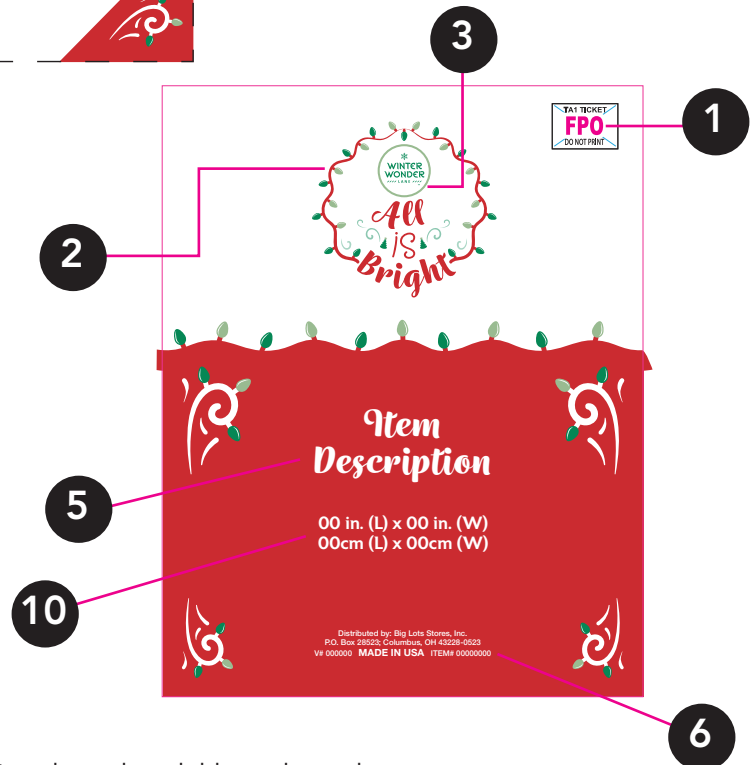 3
TA1 TICKET
FPO
DO NOT PRINT
1
WINTER
WONDER
LANE
All
is
Bright
2
Item
Description
5
00 in. (L) x 00 in. (W)
00cm (L) x 00cm (W)
10
Distributed by: Big Lots Stores, Inc.
P.O. Box 28523; Columbus, OH 43228-0523
V# 000000 MADE IN USA ITEM# 00000000
6